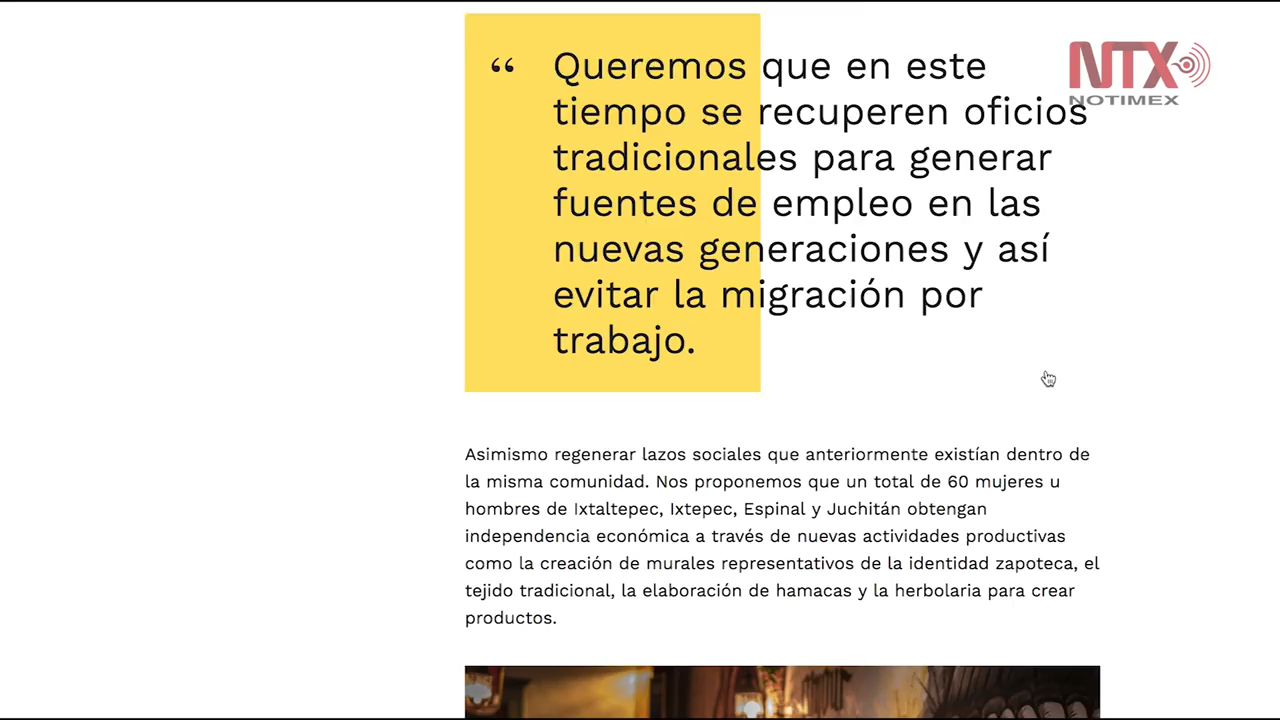 “ Queremos que en este
tiempo se recuperen oficios
tradicionales para generar
fuentes de empleo en las
nuevas generaciones y así
evitar la migración por
trabajo.
NTX
NOTIMEX
Asimismo regenerar lazos sociales que anteriormente existían dentro de
la misma comunidad. Nos proponemos que un total de 60 mujeres u
hombres de Ixtaltepec, Ixtepec, Espinal y Juchitán obtengan
independencia económica a través de nuevas actividades productivas
como la creación de murales representativos de la identidad zapoteca, el
tejido tradicional, la elaboración de hamacas y la herbolaria para crear
productos.